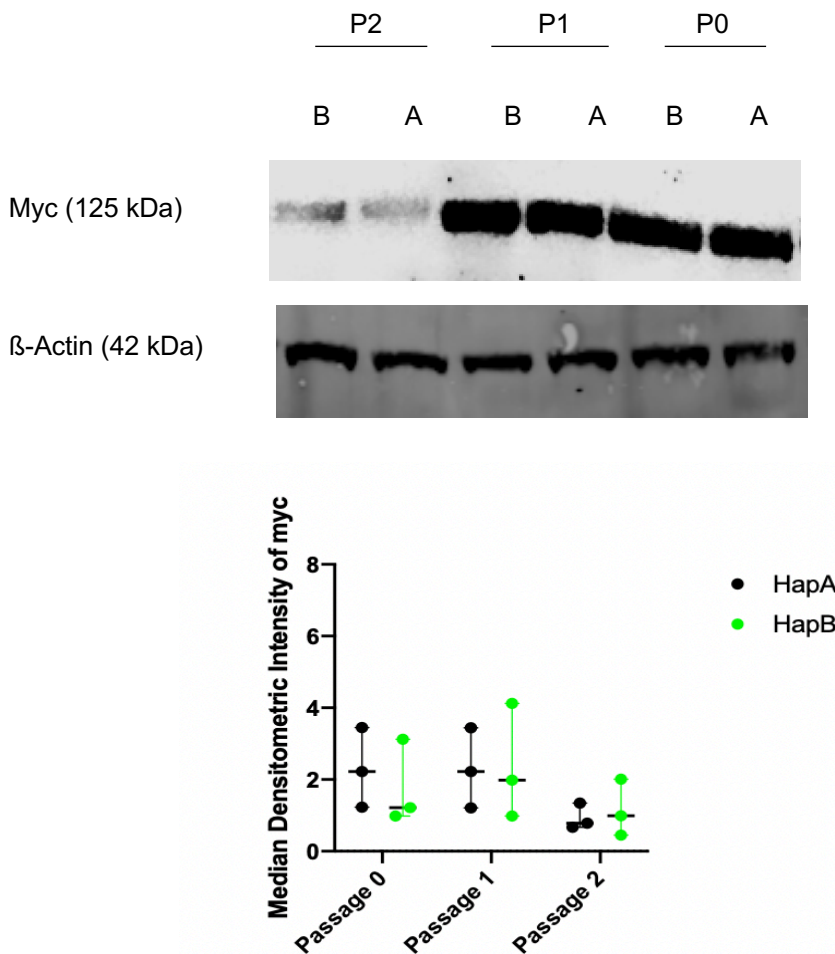 P2 P1 P0
B A B A B A
Myc (125 kDa)
ß-Actin (42 kDa)
Median Densitometric Intensity of myc
8
6
4
2
0
Passage 0
Passage 1
Passage 2
HapA
HapB